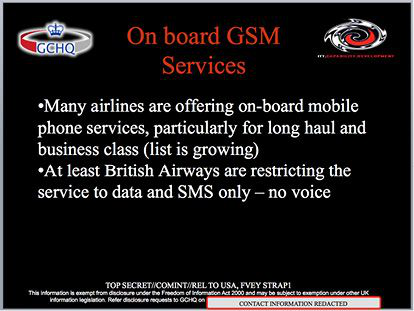 On board GSM
Services
GCHQ
ITT,CAPABILITY,DEVELOPMENT
•Many airlines are offering on-board mobile
phone services, particularly for long haul and
business class (list is growing)
•At least British Airways are restricting the
service to data and SMS only – no voice
TOP SECRET//COMINT//REL TO USA, FVEY STRAP1
This information is exempt from disclosure under the Freedom of Information Act 2000 and may be subject to exemption under other UK
information legislation. Refer disclosure requests to GCHQ on
CONTACT INFORMATION REDACTED